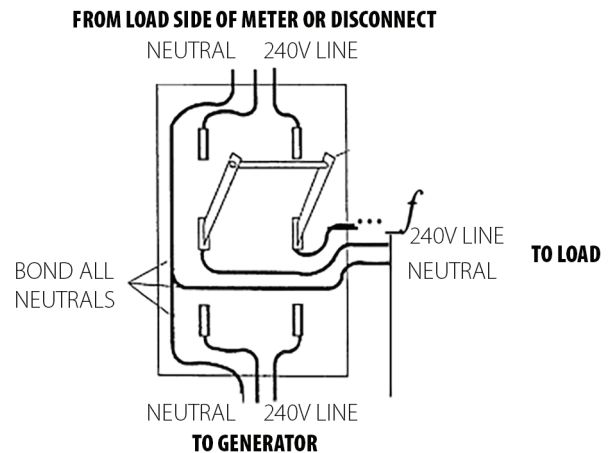 FROM LOAD SIDE OF METER OR DISCONNECT
NEUTRAL 240V LINE
f
240V LINE
TO LOAD
NEUTRAL
BOND ALL
NEUTRALS
NEUTRAL 240V LINE
TO GENERATOR